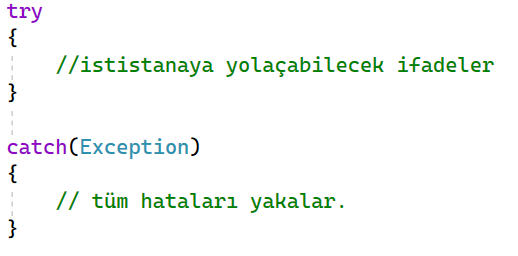 try
{
//ististanaya yolaçabilecek ifadeler
}
catch(Exception)
{
// tüm hataları yakalar.
}